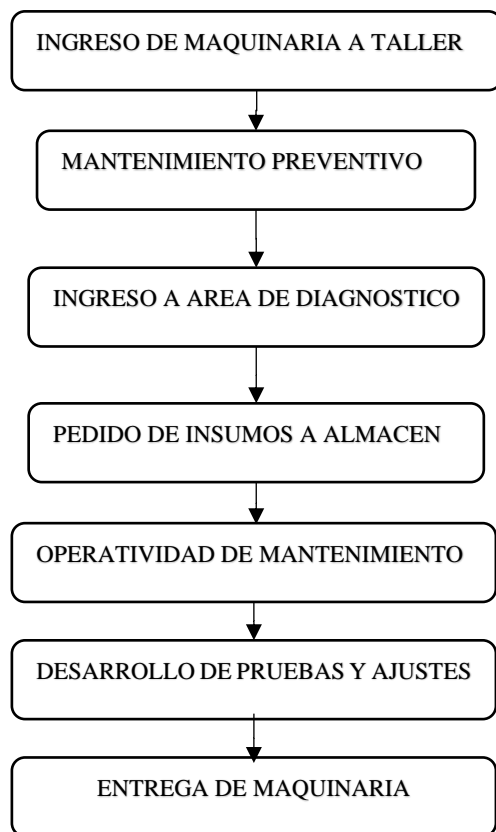 INGRESO DE MAQUINARIA A TALLER
MANTENIMIENTO PREVENTIVO
INGRESO A AREA DE DIAGNOSTICO
PEDIDO DE INSUMOS A ALMACEN
OPERATIVIDAD DE MANTENIMIENTO
DESARROLLO DE PRUEBAS Y AJUSTES
ENTREGA DE MAQUINARIA